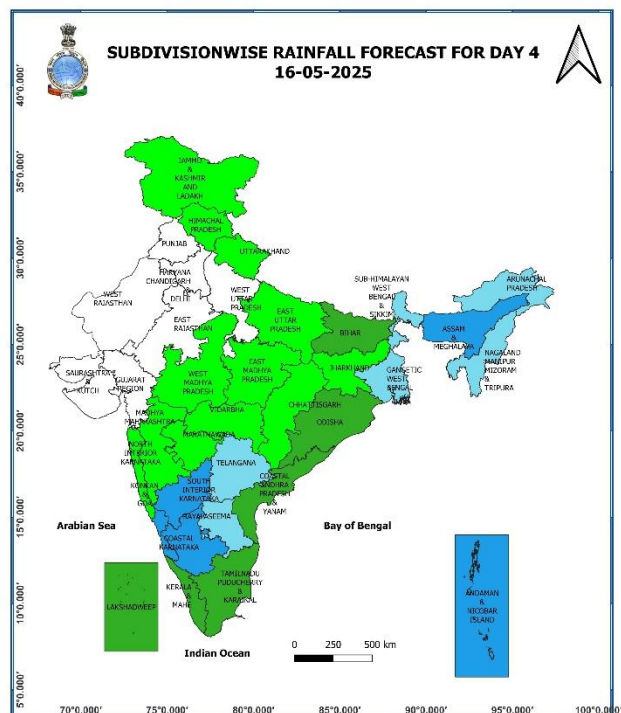 SUBDIVISIONWISE RAINFALL FORECAST FOR DAY 4
16-05-2025
40°0.000'
35°0.000'
30°0.000'
25°0.000'
20°0.000'
15°0.000'
10°0.000'
5°0.000'
JAMMU
&
KASHMIR
AND
LADAKH
HIMACHAL
PRADESH
PUNJAB
UTTARAKHAND
HARYANA
CHANDIGARH
&
DELHI
WEST
RAJASTHAN
WEST
UTTAR
PRADESH
EAST
RAJASTHAN
EAST
UTTAR
PRADESH
SUB-HIMALAYAN
WEST
BENGAL
&
SIKKIM
ARUNACHAL
PRADESH
BIHAR
ASSAM
&
MEGHALAYA
NAGALAND
MANIPUR
MIZORAM
&
TRIPURA
SAURASHTRA
&
KUTCH
GUJARAT
REGION
WEST
MADHYA
PRADESH
EAST
MADHYA
PRADESH
JHARKHAND
GANGETIC
WEST
BENGAL
CHHATTISGARH
ODISHA
MADHYA
MAHARASHTRA
VIDARBHA
MARATHAWADA
NORTH
INTERIOR
KARNATAKA
KONKAN
&
GOA
TELANGANA
COASTAL
ANDHRA
PRADESH
&
YANAM
SOUTH
INTERIOR
KARNATAKA
RAYALASEEMA
COASTAL
KARNATAKA
Arabian Sea
Bay of Bengal
KERALA
&
MAHE
TAMILNADU
PUDUCHERRY
&
KARAIKAL
LAKSHADWEEP
ANDAMAN
&
NICOBAR
ISLAND
Indian Ocean
0 250 500 km
70°0.000' 75°0.000' 80°0.000' 85°0.000' 90°0.000' 95°0.000' 100°0.000'